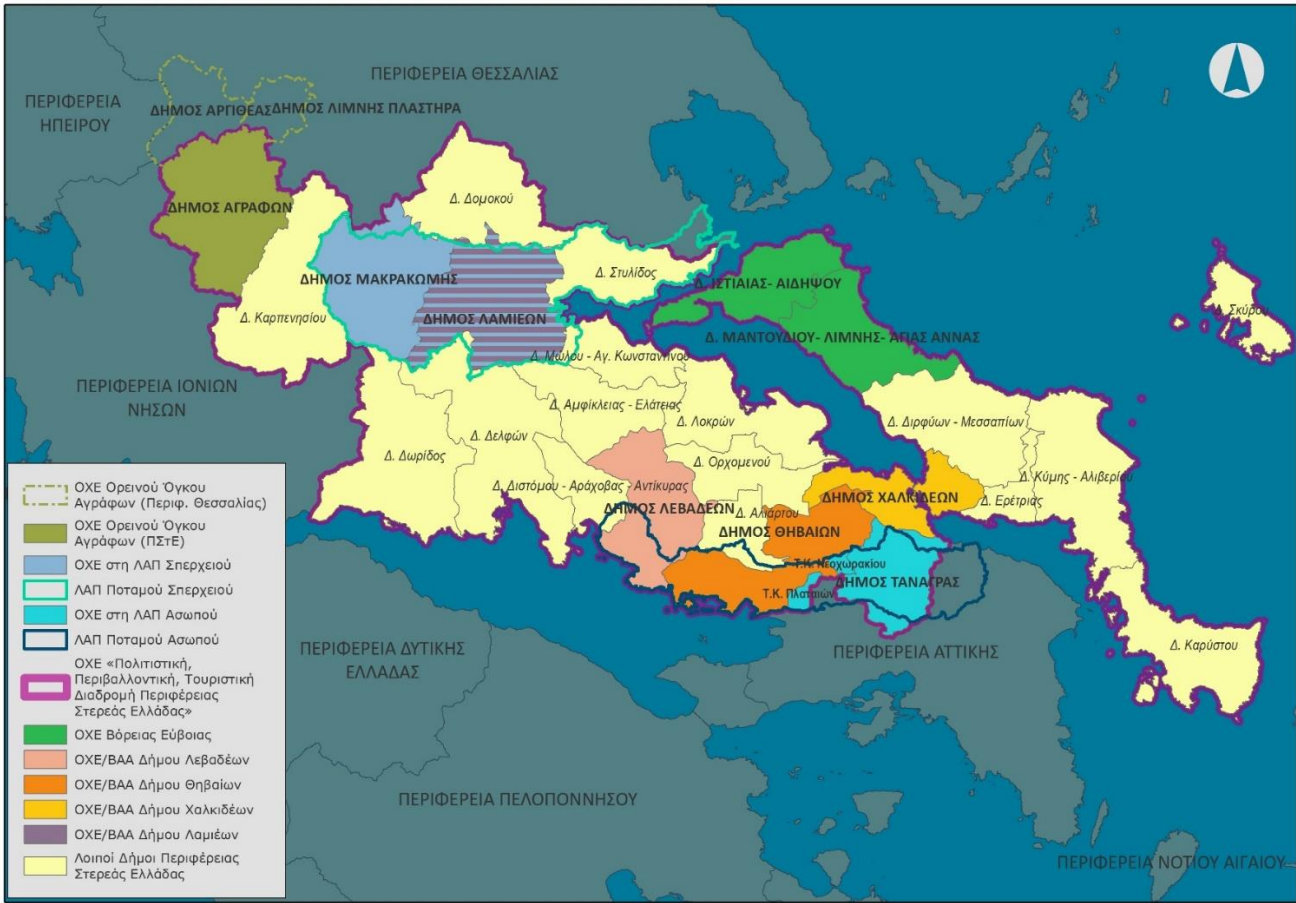 ΠΕΡΙΦΕΡΕΙΑ ΘΕΣΣΑΛΙΑΣ
ΠΕΡΙΦΕΡΕΙΑ
ΗΠΕΙΡΟΥ
ΔΗΜΟΣ ΑΡΓΙΘΕΑΣ
ΔΗΜΟΣ ΛΙΜΝΗΣ ΠΛΑΣΤΗΡΑ
ΔΗΜΟΣ ΑΓΡΑΦΩΝ
Δ. Δομοκού
ΔΗΜΟΣ ΜΑΚΡΑΚΩΜΗΣ
Δ. Στυλίδος
Δ. ΙΣΤΙΑΙΑΣ- ΑΙΔΗΨΟΥ
Δ. Σκύρου
Δ. Καρπενησίου
ΔΗΜΟΣ ΛΑΜΙΕΩΝ
Δ. ΜΑΝΤΟΥΔΙΟΥ- ΛΙΜΝΗΣ- ΑΓΙΑΣ ΑΝΝΑΣ
Δ. Μώλου - Αγ. Κωνσταντίνου
ΠΕΡΙΦΕΡΕΙΑ ΙΟΝΙΩΝ
ΝΗΣΩΝ
Δ. Αμφίκλειας - Ελάτειας
Δ. Λοκρών
Δ. Διρφύων - Μεσσαπίων
Δ. Δελφών
Δ. Δωρίδος
Δ. Ορχομενού
Δ. Κύμης - Αλιβερίου
Δ. Διστόμου - Αράχοβας - Αντίκυρας
ΔΗΜΟΣ ΧΑΛΚΙΔΕΩΝ
Δ. Ερέτριας
ΔΗΜΟΣ ΛΕΒΑΔΕΩΝ
Δ. Αλιάρτου
ΔΗΜΟΣ ΘΗΒΑΙΩΝ
Τ.Κ. Νεοχωρακίου
ΔΗΜΟΣ ΤΑΝΑΓΡΑΣ
Τ.Κ. Πλαταιών
ΠΕΡΙΦΕΡΕΙΑ ΔΥΤΙΚΗΣ
ΕΛΛΑΔΑΣ
ΠΕΡΙΦΕΡΕΙΑ ΑΤΤΙΚΗΣ
Δ. Καρύστου
ΠΕΡΙΦΕΡΕΙΑ ΠΕΛΟΠΟΝΝΗΣΟΥ
ΠΕΡΙΦΕΡΕΙΑ ΝΟΤΙΟΥ ΑΙΓΑΙΟΥ
ΟΧΕ Ορεινού Όγκου
Αγράφων (Περιφ. Θεσσαλίας)
ΟΧΕ Ορεινού Όγκου
Αγράφων (ΠΣτΕ)
ΟΧΕ στη ΛΑΠ Σπερχειού
ΛΑΠ Ποταμού Σπερχειού
ΟΧΕ στη ΛΑΠ Ασωπού
ΛΑΠ Ποταμού Ασωπού
ΟΧΕ «Πολιτιστική,
Περιβαλλοντική, Τουριστική
Διαδρομή Περιφέρειας
Στερεάς Ελλάδας»
ΟΧΕ Βόρειας Εύβοιας
ΟΧΕ/ΒΑΑ Δήμου Λεβαδέων
ΟΧΕ/ΒΑΑ Δήμου Θηβαίων
ΟΧΕ/ΒΑΑ Δήμου Χαλκιδέων
ΟΧΕ/ΒΑΑ Δήμου Λαμιέων
Λοιποί Δήμοι Περιφέρειας
Στερεάς Ελλάδας